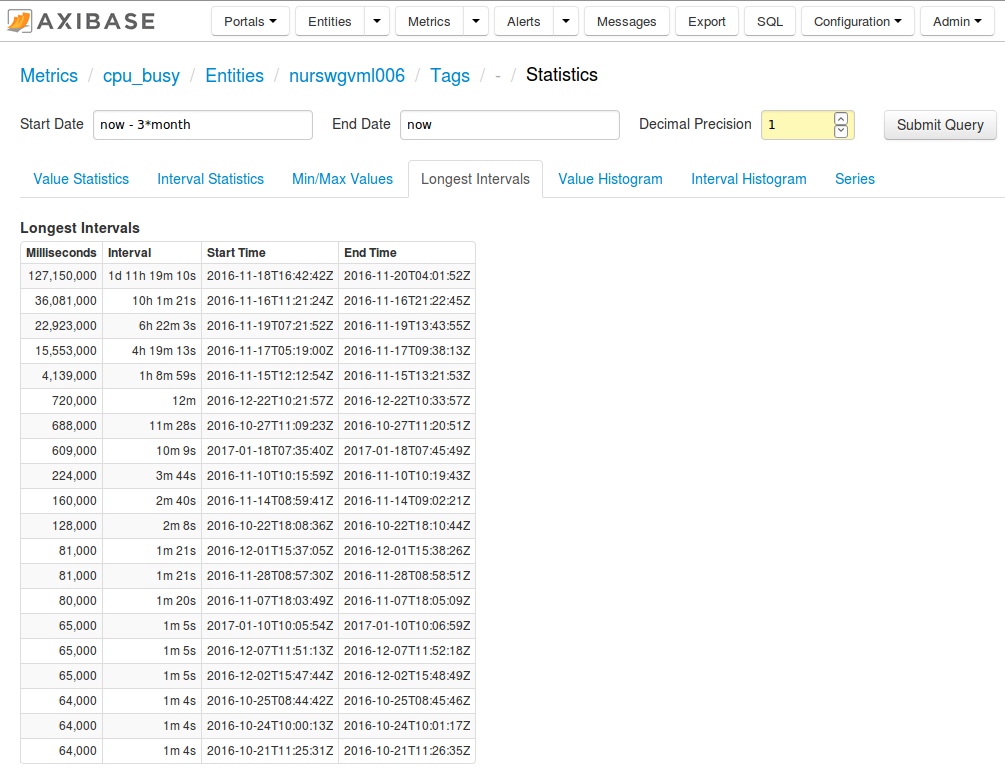 AXIBASE Portals Entities Metrics Alerts Messages Export SQL Configuration Admin
Metrics / cpu_busy / Entities / nurswgvml006 / Tags / - / Statistics
Start Date now - 3*month End Date now Decimal Precision 1 Submit Query
Value Statistics Interval Statistics Min/Max Values Longest Intervals Value Histogram Interval Histogram Series
Longest Intervals
Milliseconds Interval Start Time End Time
127,150,000 1d 11h 19m 10s 2016-11-18T16:42:42Z 2016-11-20T04:01:52Z
36,081,000 10h 1m 21s 2016-11-16T11:21:24Z 2016-11-16T21:22:45Z
22,923,000 6h 22m 3s 2016-11-19T07:21:52Z 2016-11-19T13:43:55Z
15,553,000 4h 19m 13s 2016-11-17T05:19:00Z 2016-11-17T09:38:13Z
4,139,000 1h 8m 59s 2016-11-15T12:12:54Z 2016-11-15T13:21:53Z
720,000 12m 2016-12-22T10:21:57Z 2016-12-22T10:33:57Z
688,000 11m 28s 2016-10-27T11:09:23Z 2016-10-27T11:20:51Z
609,000 10m 9s 2017-01-18T07:35:40Z 2017-01-18T07:45:49Z
224,000 3m 44s 2016-11-10T10:15:59Z 2016-11-10T10:19:43Z
160,000 2m 40s 2016-11-14T08:59:41Z 2016-11-14T09:02:21Z
128,000 2m 8s 2016-10-22T18:08:36Z 2016-10-22T18:10:44Z
81,000 1m 21s 2016-12-01T15:37:05Z 2016-12-01T15:38:26Z
81,000 1m 21s 2016-11-28T08:57:30Z 2016-11-28T08:58:51Z
80,000 1m 20s 2016-11-07T18:03:49Z 2016-11-07T18:05:09Z
65,000 1m 5s 2017-01-10T10:05:54Z 2017-01-10T10:06:59Z
65,000 1m 5s 2016-12-07T11:51:13Z 2016-12-07T11:52:18Z
65,000 1m 5s 2016-12-02T15:47:44Z 2016-12-02T15:48:49Z
64,000 1m 4s 2016-10-25T08:44:42Z 2016-10-25T08:45:46Z
64,000 1m 4s 2016-10-24T10:00:13Z 2016-10-24T10:01:17Z
64,000 1m 4s 2016-10-21T11:25:31Z 2016-10-21T11:26:35Z